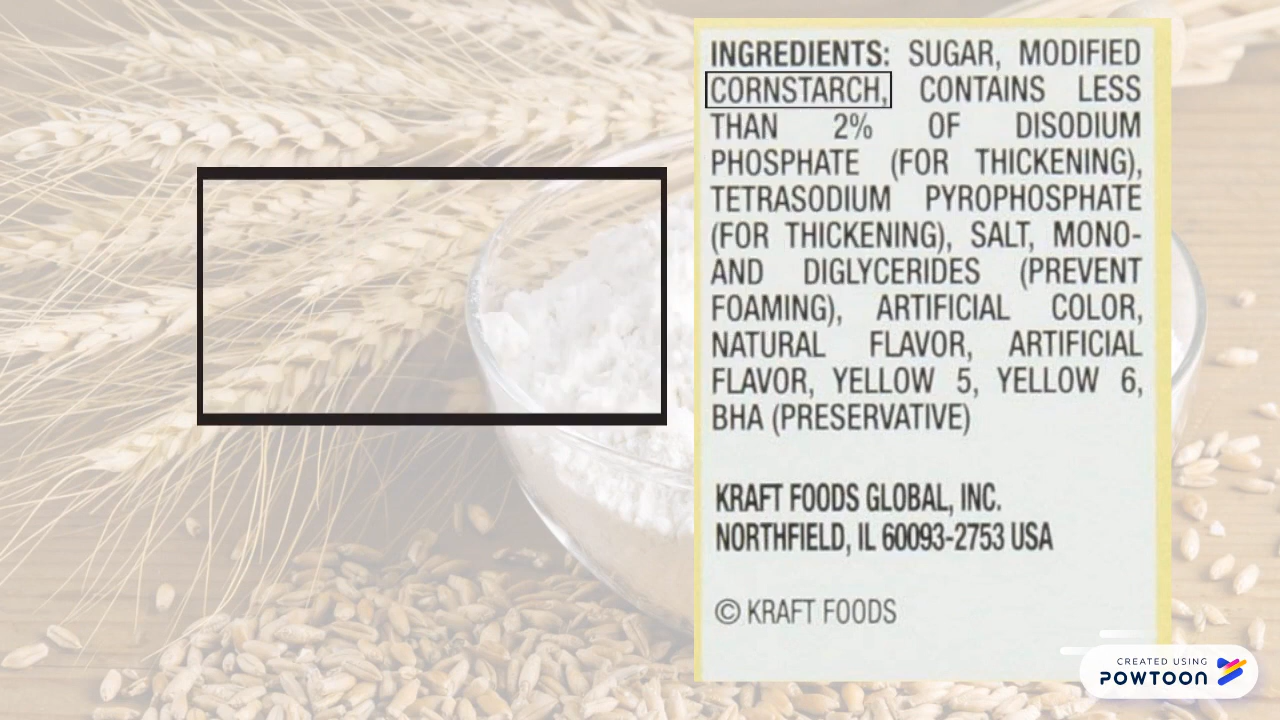 INGREDIENTS: SUGAR, MODIFIED
CORNSTARCH, CONTAINS LESS
THAN 2% OF DISODIUM
PHOSPHATE (FOR THICKENING),
TETRASODIUM PYROPHOSPHATE
(FOR THICKENING), SALT, MONO-
AND DIGLYCERIDES (PREVENT
FOAMING), ARTIFICIAL COLOR,
NATURAL FLAVOR, ARTIFICIAL
FLAVOR, YELLOW 5, YELLOW 6,
BHA (PRESERVATIVE)
KRAFT FOODS GLOBAL, INC.
NORTHFIELD, IL 60093-2753 USA
© KRAFT FOODS
CREATED USING
POWTOON